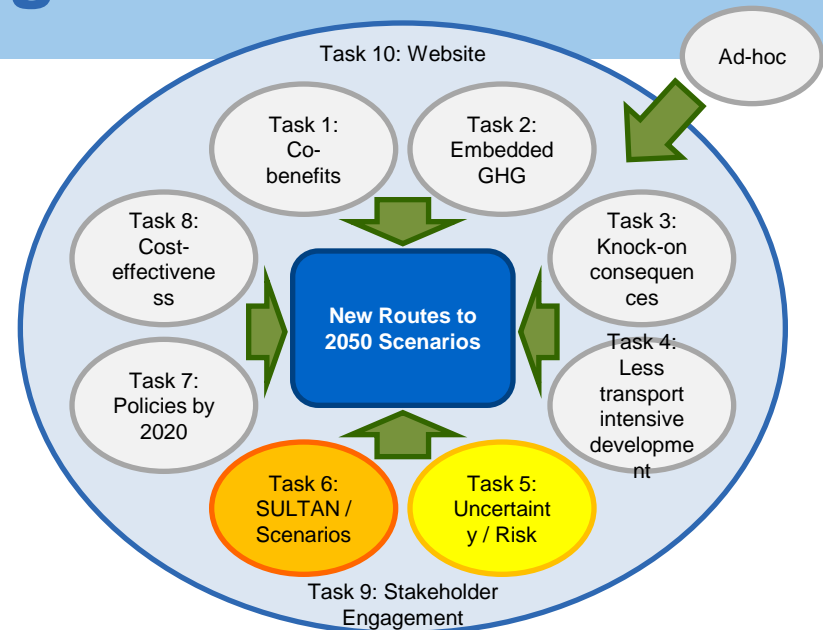 g
Task 10: Website
Ad-hoc
Task 1:
Co-
benefits
Task 2:
Embedded
GHG
Task 8:
Cost-
effectivene
ss
Task 3:
Knock-on
consequen
ces
New Routes to
2050 Scenarios
Task 7:
Policies by
2020
Task 4:
Less
transport
intensive
developme
nt
Task 6:
SULTAN /
Scenarios
Task 5:
Uncertaint
y / Risk
Task 9: Stakeholder
Engagement